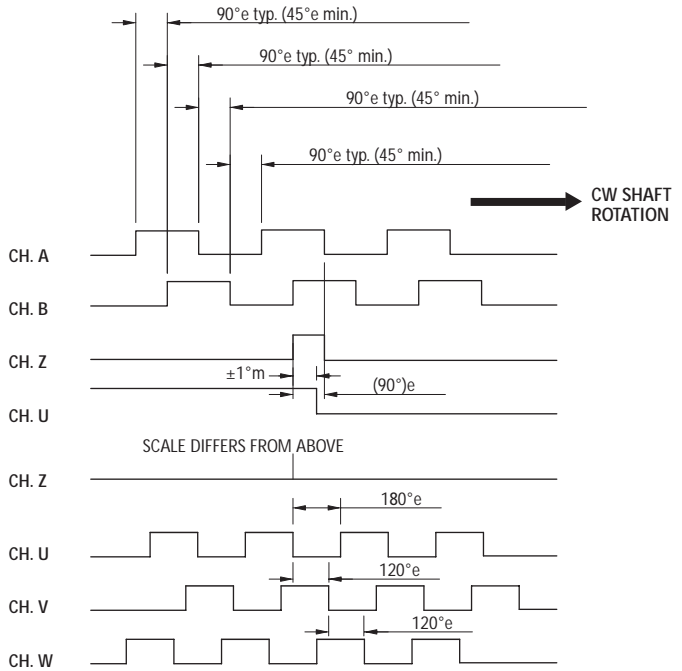 90°e typ. (45°e min.)
90°e typ. (45° min.)
90°e typ. (45° min.)
90°e typ. (45° min.)
CW SHAFT
ROTATION
CH. A
CH. B
CH. Z
±1°m
(90°)e
CH. U
SCALE DIFFERS FROM ABOVE
CH. Z
180°e
CH. U
120°e
CH. V
120°e
CH. W